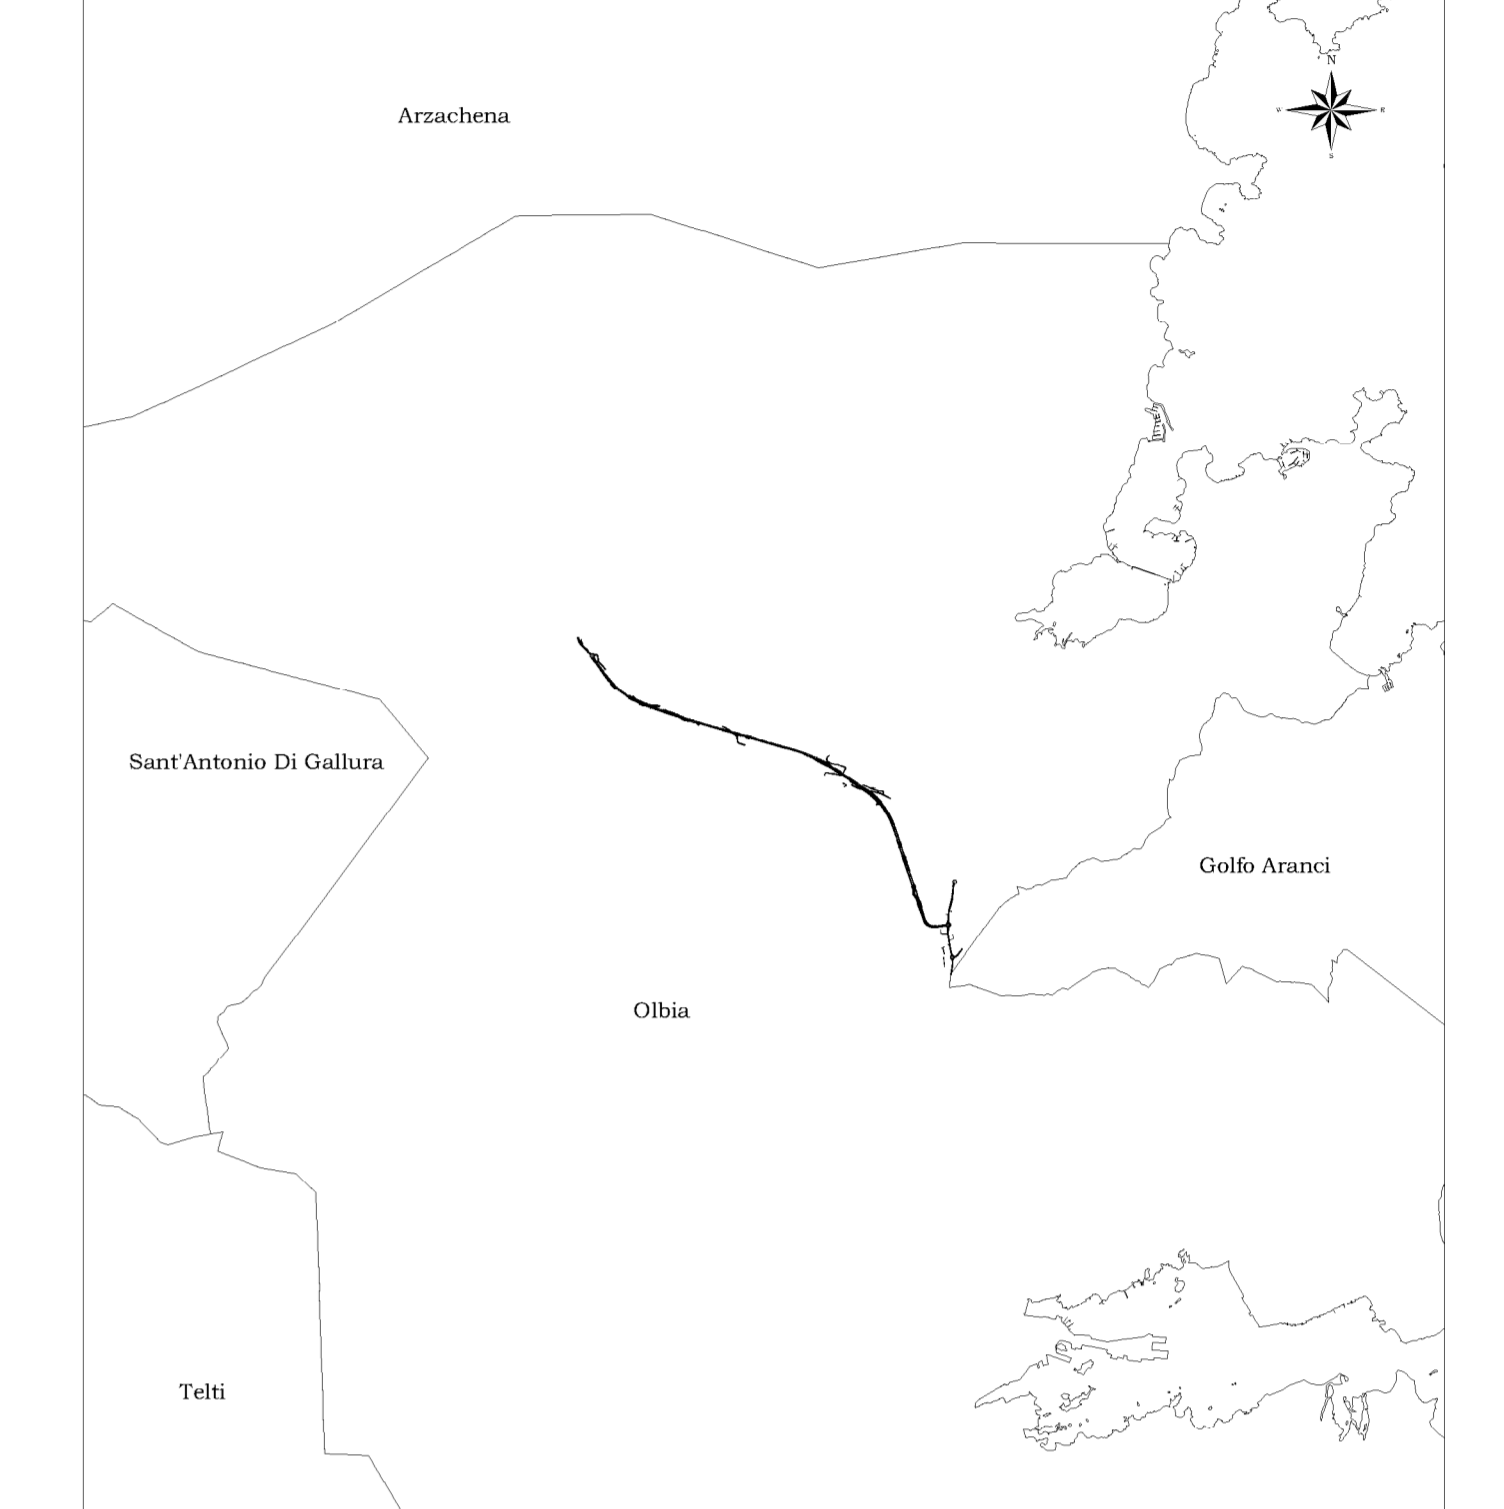 N
W
E
S
Arzachena
Sant'Antonio Di Gallura
Golfo Aranci
Olbia
Telti